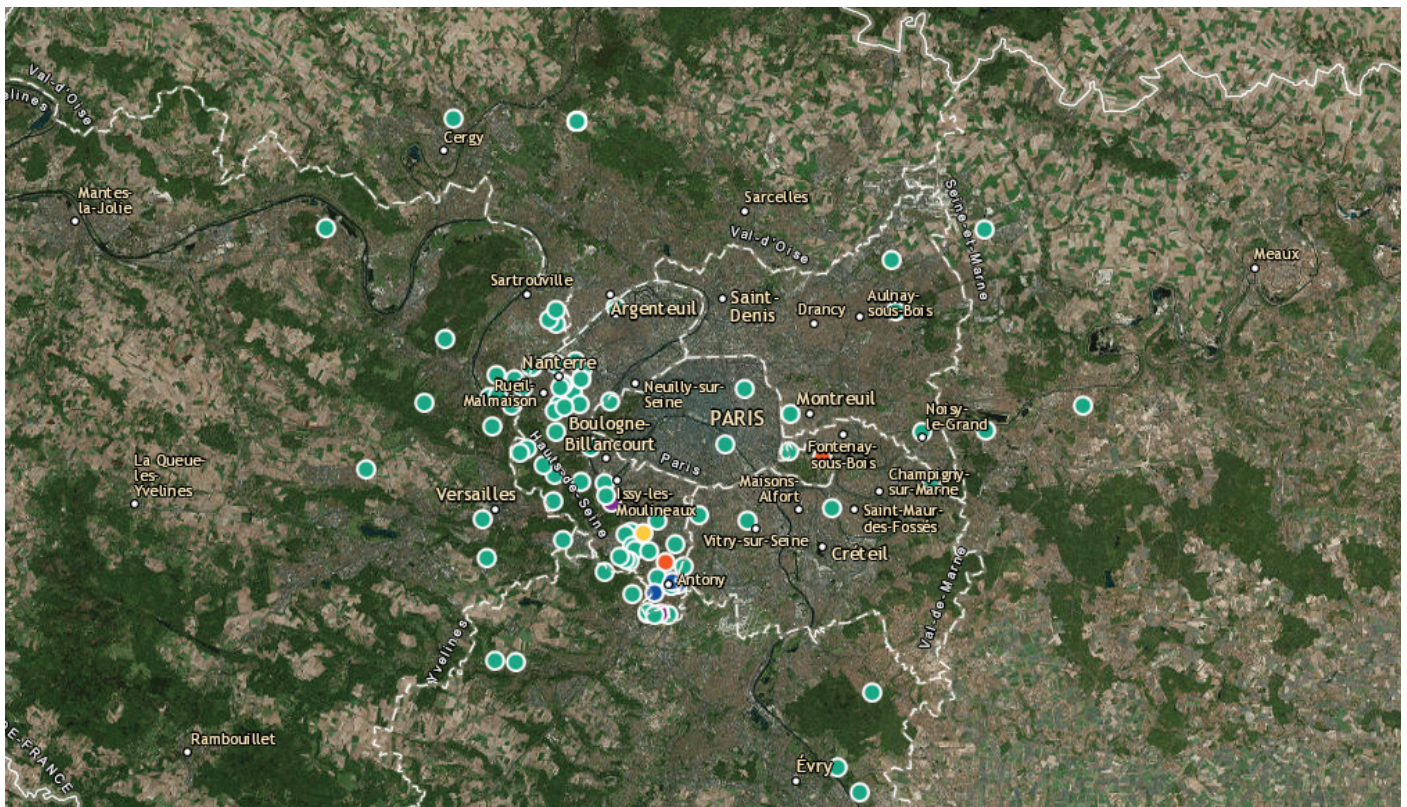 Val-d'Oise
Cergy
Mantes-
la-Jolie
Sarcelles
Val-d'Oise
Seine-et-Marne
Meaux
Sartrouville
Argenteuil
Saint-
Denis
Drancy
Aulnay-
sous-Bois
Nanterre
Rueil-
Malmaison
Neuilly-sur-
Seine
PARIS
Montreuil
Noisy-
le-Grand
Boulogne-
Billancourt
Paris
Fontenay-
sous-Bois
Hauts-de-Seine
La Queue-
les-
Yvelines
Versailles
Issy-les-
Moulineaux
Maisons-
Alfort
Champigny-
sur-Marne
Saint-Maur-
des-Fossés
Vitry-sur-Seine
Créteil
Antony
Val-de-Marne
Yvelines
Rambouillet
Évry
DE-FRANCE